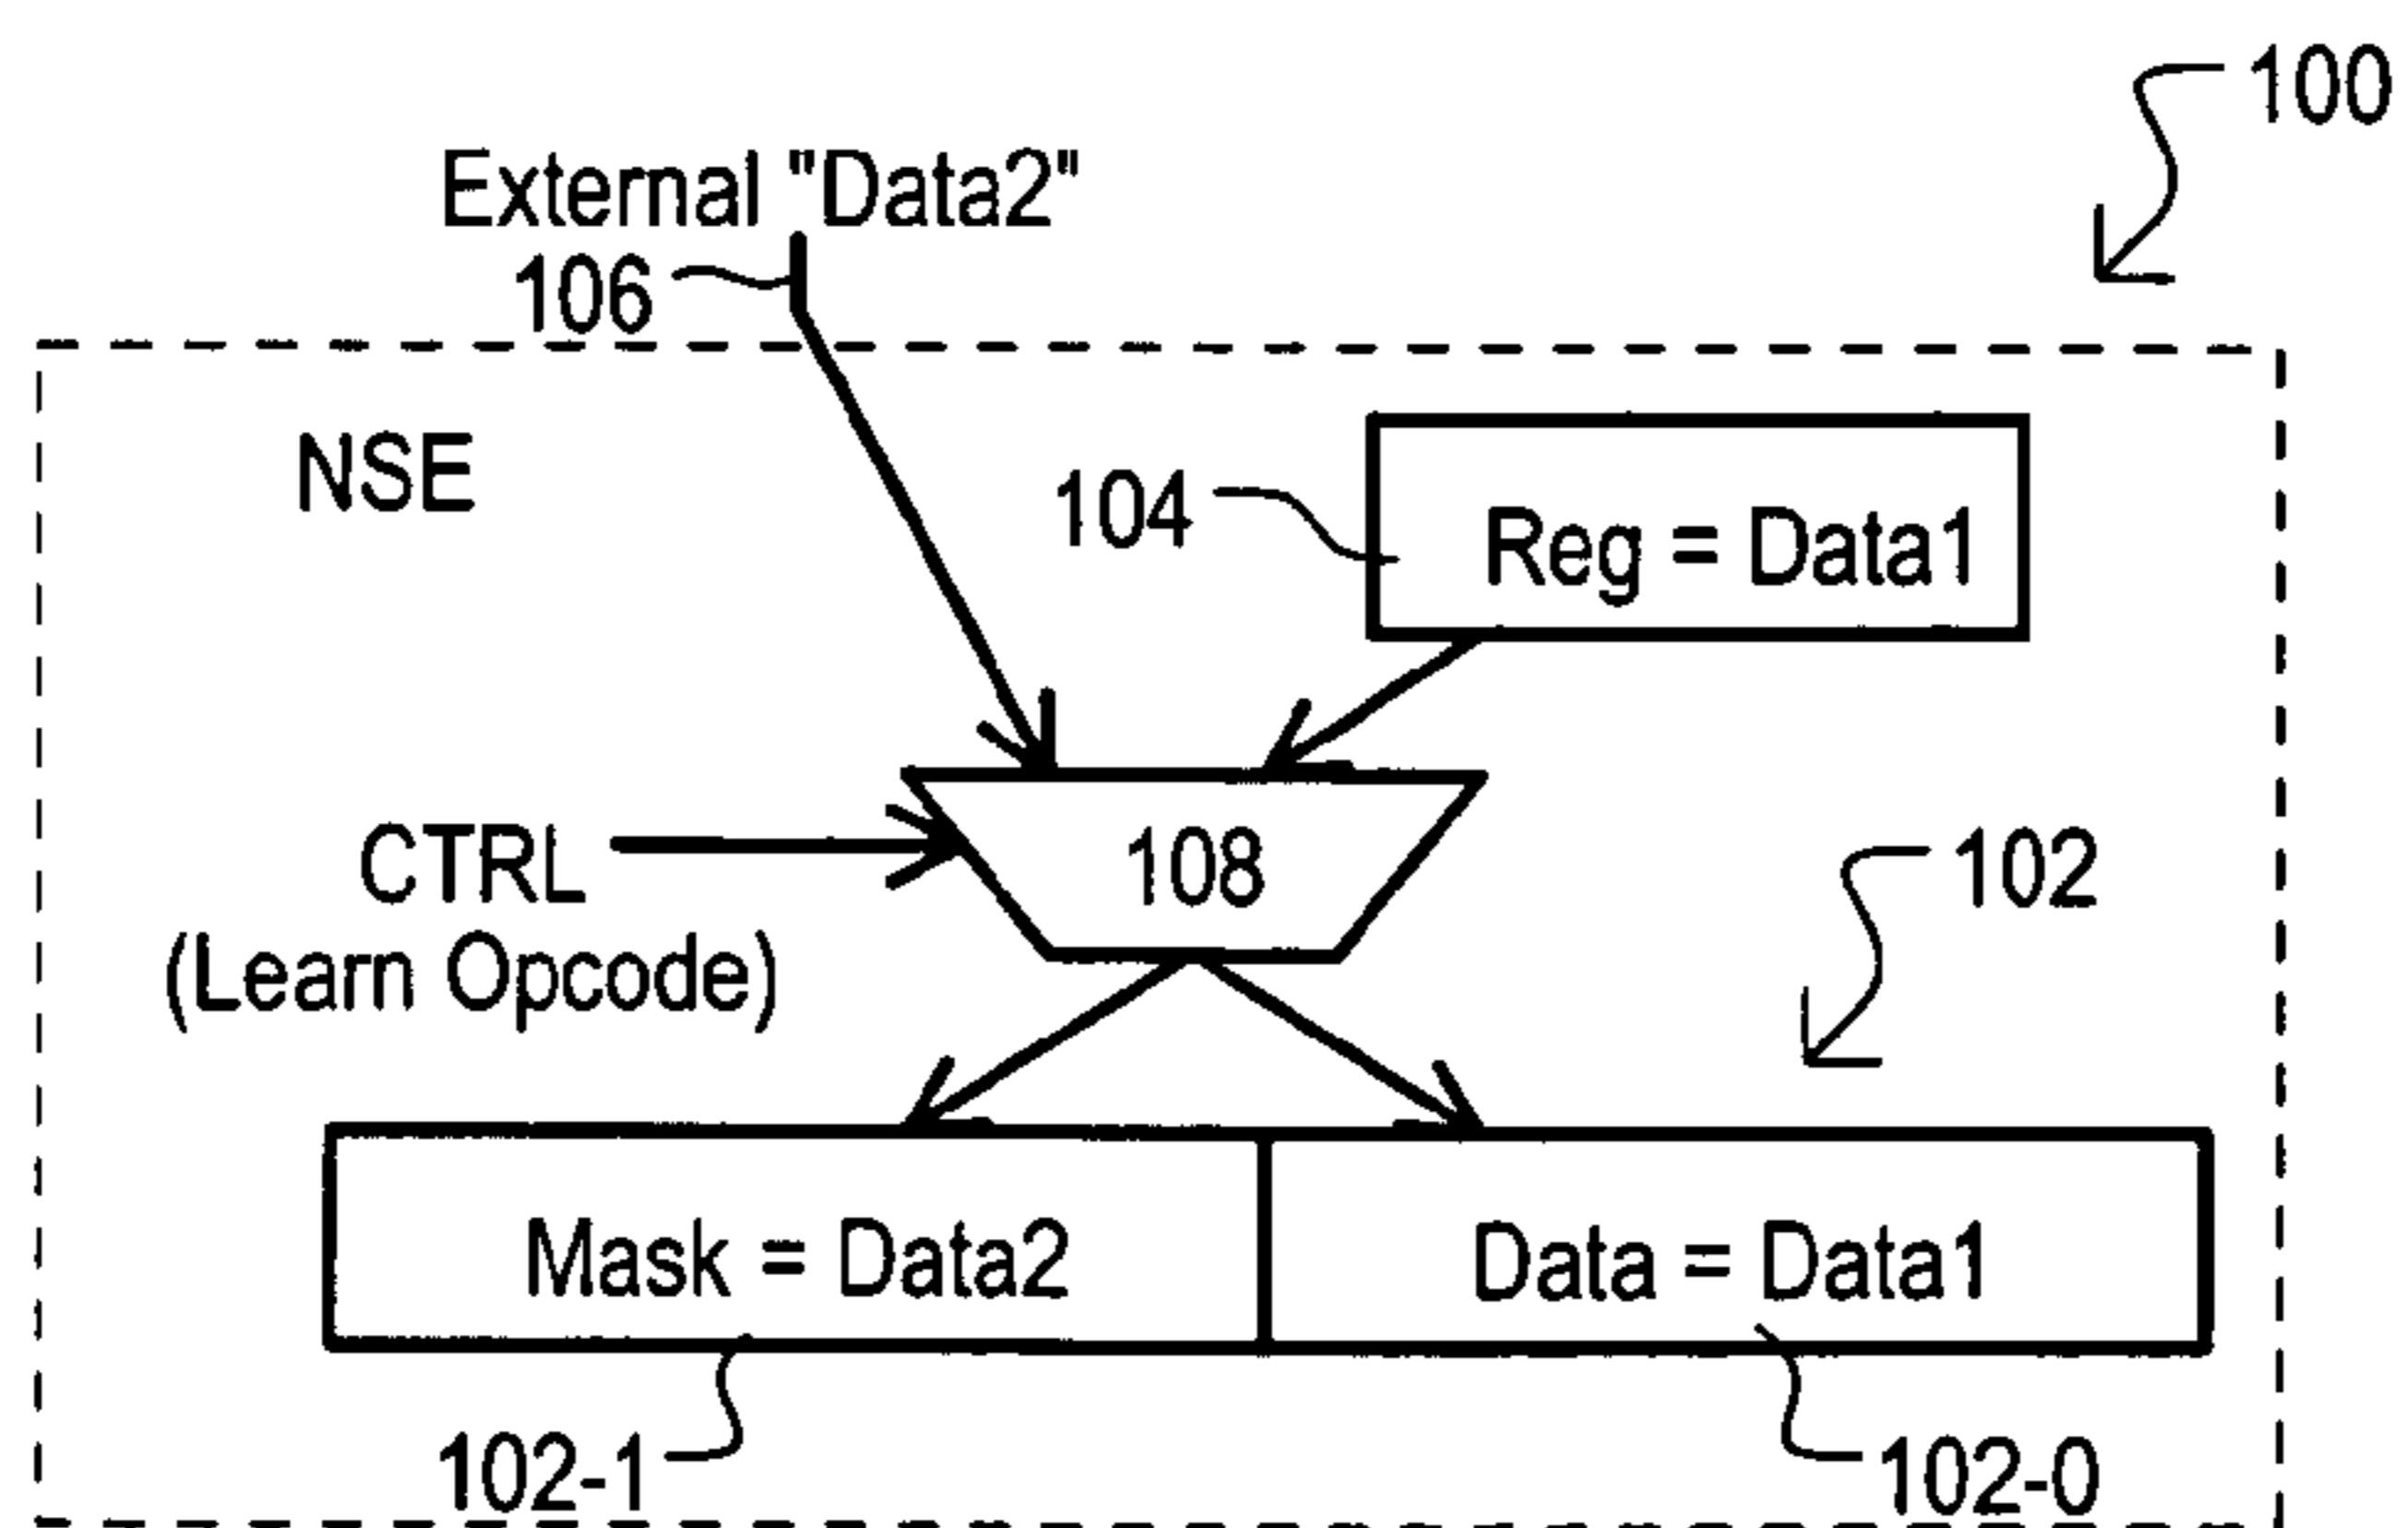 100
External "Data2"
106
NSE
104
Reg = Data1
CTRL
(Learn Opcode)
108
102
Mask = Data2
Data = Data1
102-1
102-0